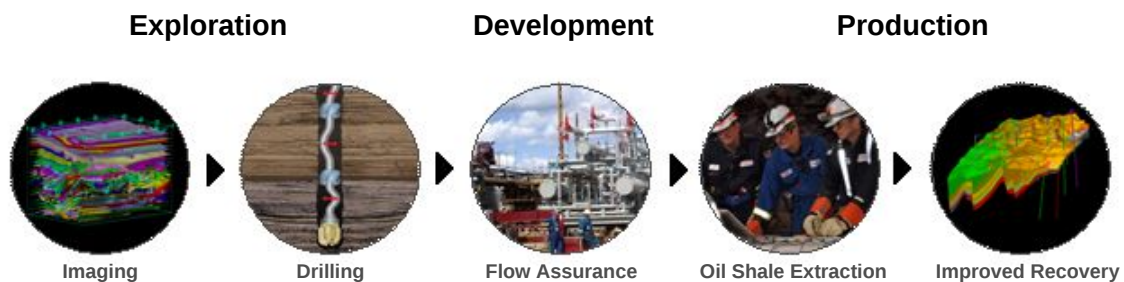 Exploration
Development
Production
Imaging
Drilling
Flow Assurance
Oil Shale Extraction
Improved Recovery